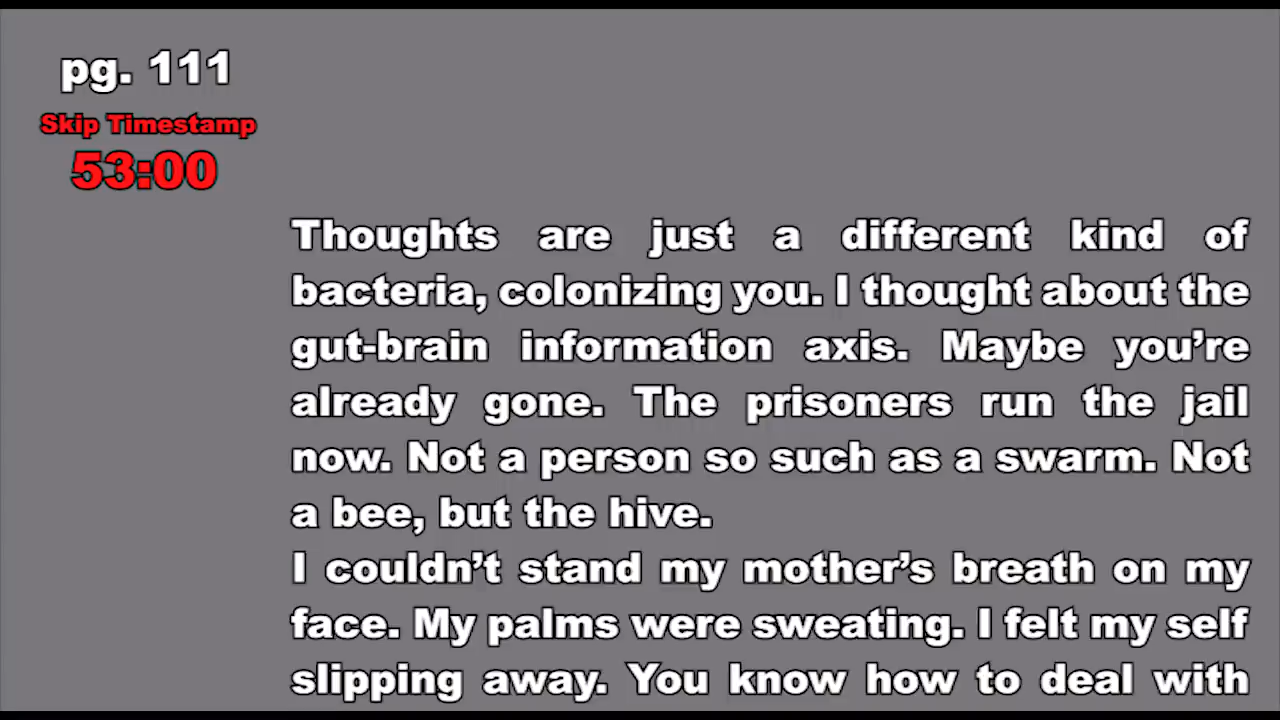 pg. 111
Skip Timestamp
53:00
Thoughts are just a different kind of
bacteria, colonizing you. I thought about the
gut-brain information axis. Maybe you’re
already gone. The prisoners run the jail
now. Not a person so such as a swarm. Not
a bee, but the hive.
I couldn’t stand my mother’s breath on my
face. My palms were sweating. I felt my self
slipping away. You know how to deal with